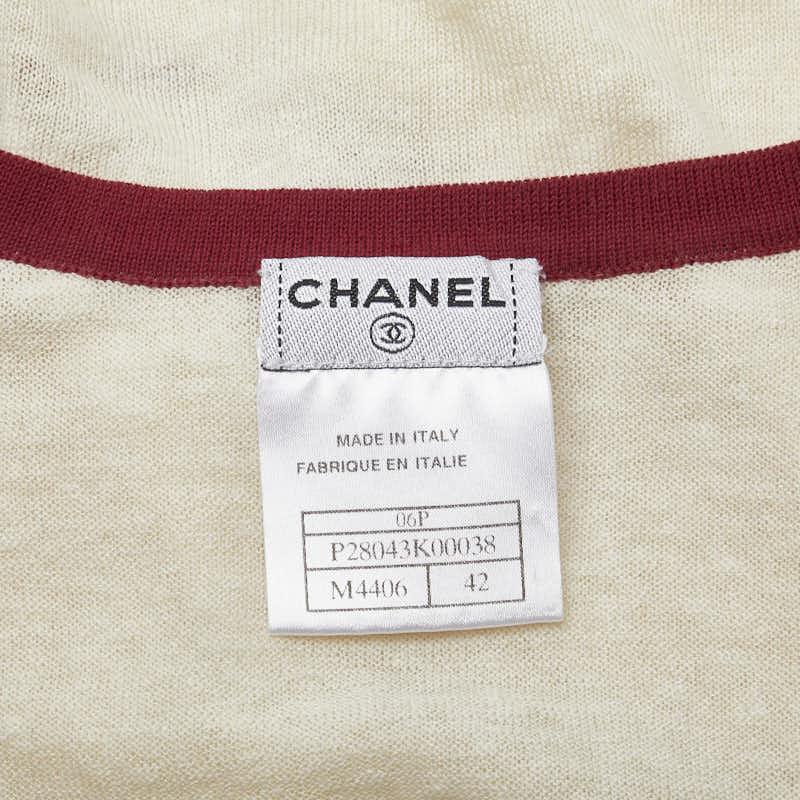 CHANEL
MADE IN ITALY
FABRIQUE EN ITALIE
06P
P28043K00038
M4406 42